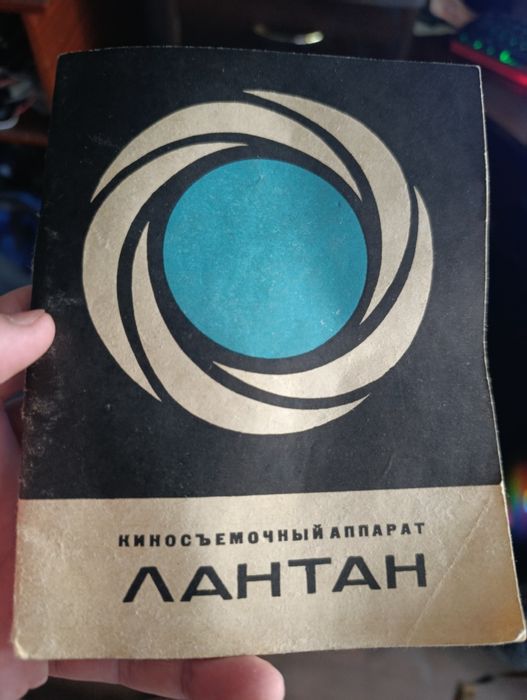 КИНОСЪЕМОЧНЫЙ АППАРАТ
ЛАНТАН